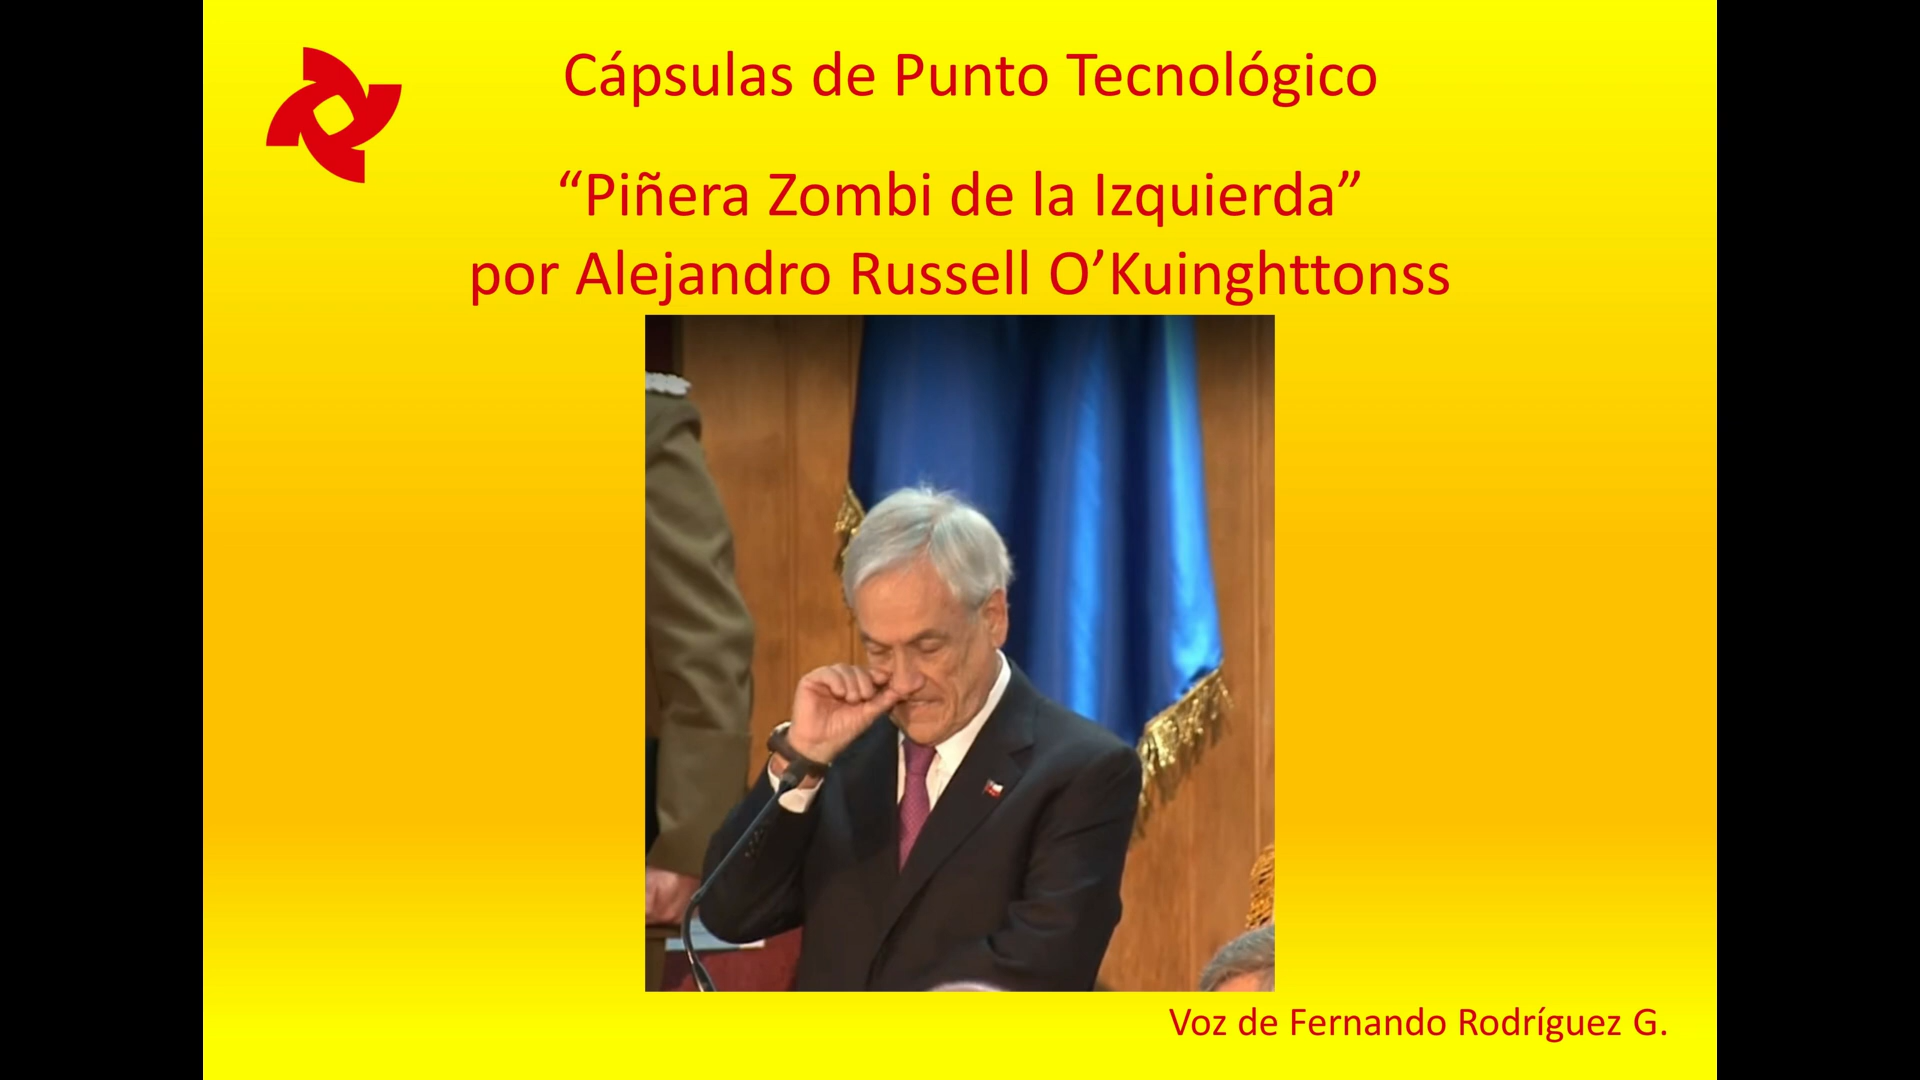 Cápsulas de Punto Tecnológico
“Piñera Zombi de la Izquierda”
por Alejandro Russell O’Kuinghttonss
Voz de Fernando Rodríguez G.